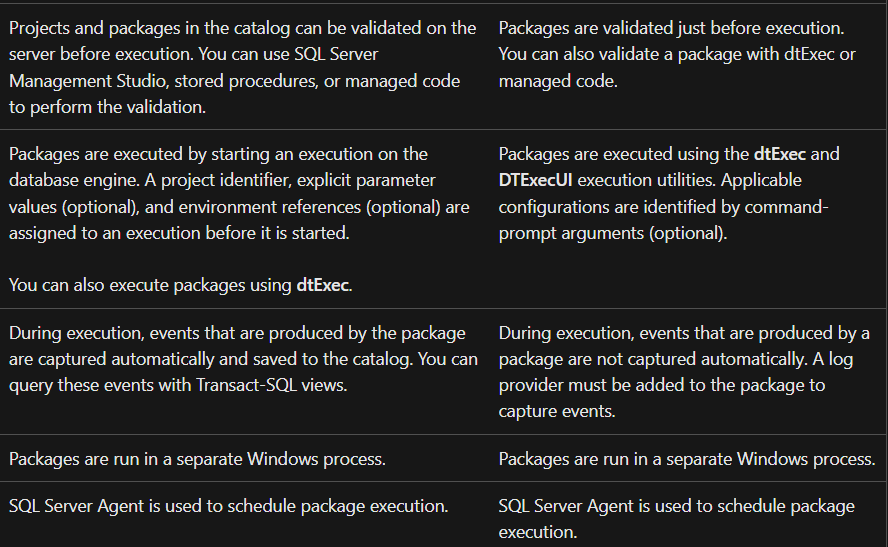 Projects and packages in the catalog can be validated on the
server before execution. You can use SQL Server
Management Studio, stored procedures, or managed code
to perform the validation.
Packages are validated just before execution.
You can also validate a package with dtExec or
managed code.
Packages are executed by starting an execution on the
database engine. A project identifier, explicit parameter
values (optional), and environment references (optional) are
assigned to an execution before it is started.
You can also execute packages using dtExec.
Packages are executed using the dtExec and
DTExecUI execution utilities. Applicable
configurations are identified by command-
prompt arguments (optional).
During execution, events that are produced by the package
are captured automatically and saved to the catalog. You can
query these events with Transact-SQL views.
During execution, events that are produced by a
package are not captured automatically. A log
provider must be added to the package to
capture events.
Packages are run in a separate Windows process.
Packages are run in a separate Windows process.
SQL Server Agent is used to schedule package execution.
SQL Server Agent is used to schedule package
execution.